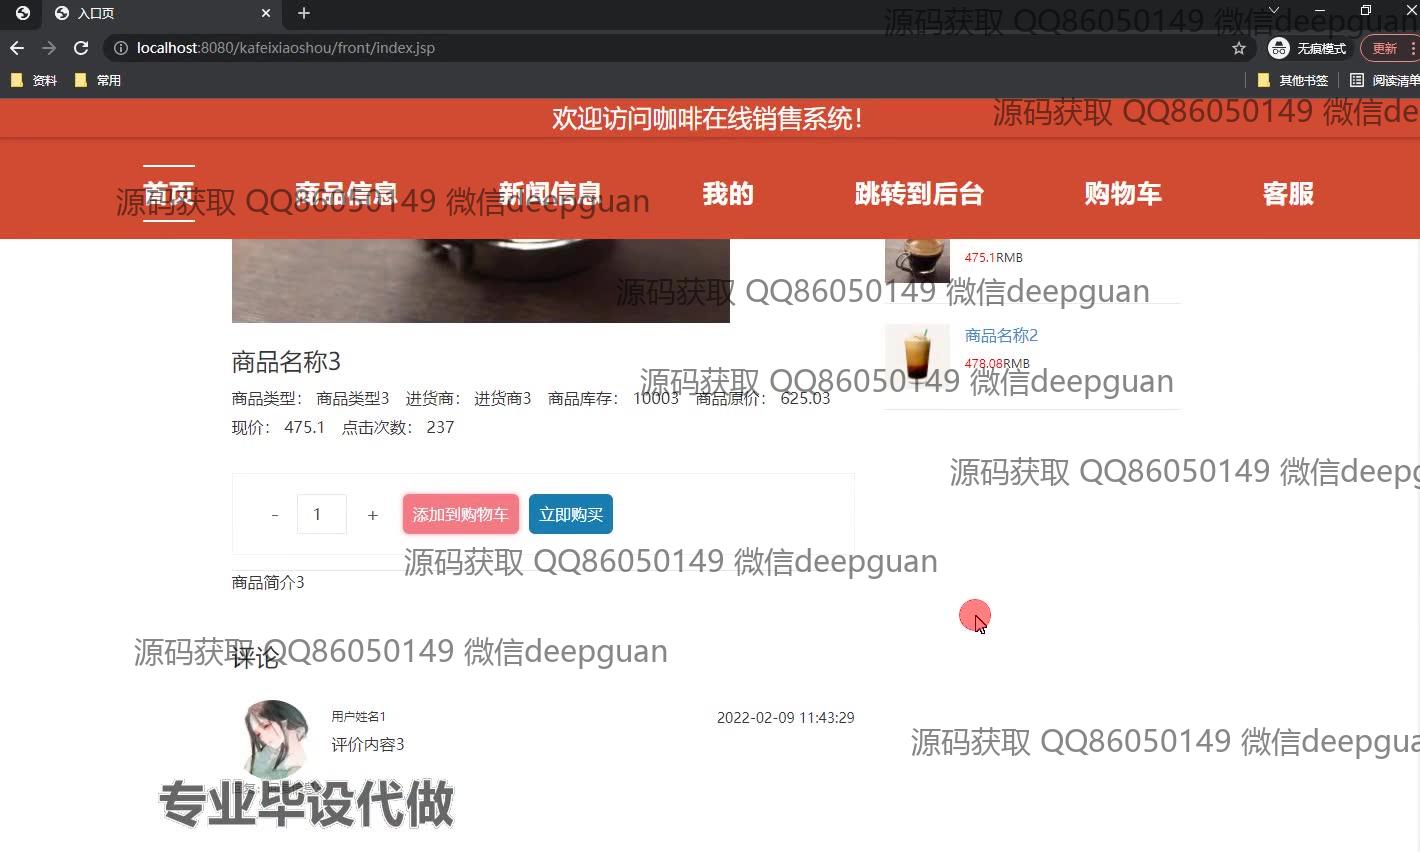 入口页
源码获取 QQ86050149 微信deepguan
localhost:8080/kafeixiaoshou/front/index.jsp
无痕模式
更新
资料
常用
其他书签
阅读清单
欢迎访问咖啡在线销售系统！
源码获取 QQ86050149 微信de
首页 商品信息 新闻信息 我的 跳转到后台 购物车 客服
源码获取 QQ86050149 微信deepguan
475.1RMB
源码获取 QQ86050149 微信deepguan
商品名称2
478.08RMB
商品名称3
源码获取 QQ86050149 微信deepguan
商品类型： 商品类型3 进货商： 进货商3 商品库存： 10003 商品原价： 625.03
现价： 475.1 点击次数： 237
源码获取 QQ86050149 微信deepg
- 1 + 添加到购物车 立即购买
源码获取 QQ86050149 微信deepguan
商品简介3
源码获取 QQ86050149 微信deepguan
评论
用户姓名1
2022-02-09 11:43:29
评价内容3
源码获取 QQ86050149 微信deepgua
专业毕设代做